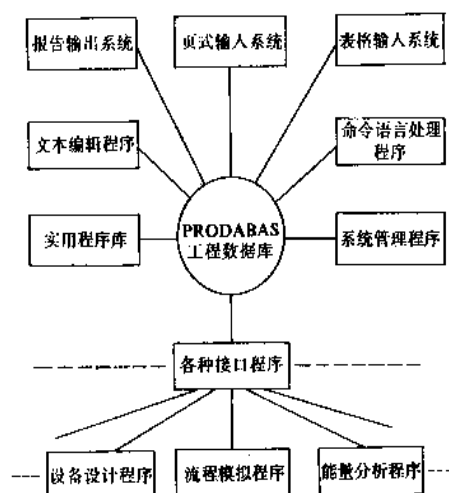 报告输出系统
页式输人系统
表格输人系统
文本编辑程序
命令语言处理
程序
实用程序库
PRODABAS
工程数据库
系统管理程序
各种接口程序
设备设计程序
流程模拟程序
能量分析程序